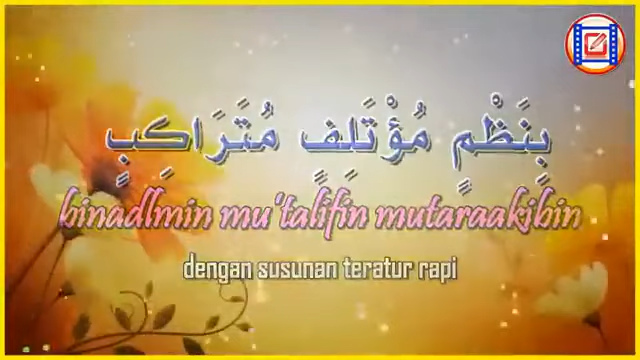 بِنَظْمٍ مُؤْتَلِفٍ مُتَرَاكِبٍ
binadlmin mu'talifin mutaraakibin
dengan susunan teratur rapi